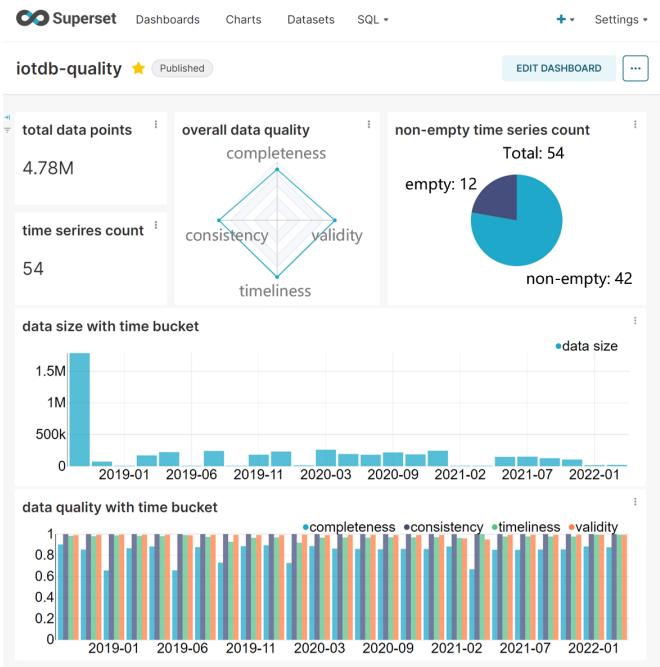 Superset Dashboards Charts Datasets SQL Settings
iotdb-quality Published EDIT DASHBOARD
total data points
4.78M
time serires count
54
overall data quality
completeness
consistency validity
timeliness
non-empty time series count
Total: 54
empty: 12
non-empty: 42
data size with time bucket
data size
1.5M
1M
500k
0
2019-01 2019-06 2019-11 2020-03 2020-09 2021-02 2021-07 2022-01
data quality with time bucket
completeness consistency timeliness validity
1
0.8
0.6
0.4
0.2
0
2019-01 2019-06 2019-11 2020-03 2020-09 2021-02 2021-07 2022-01